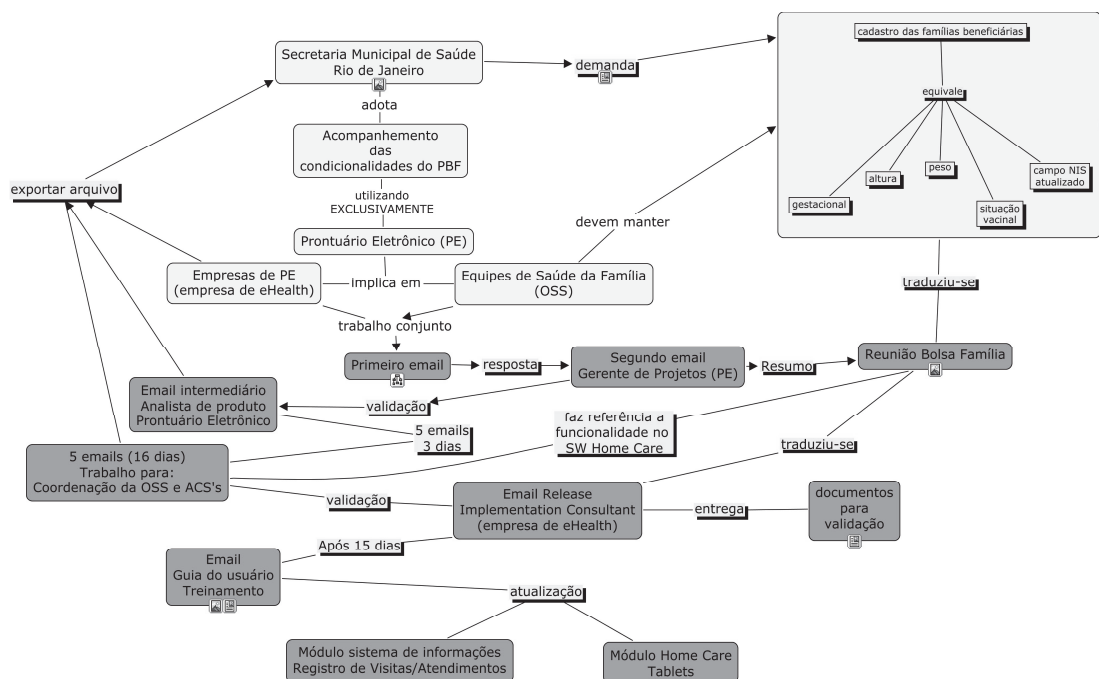 cadastro das famílias beneficiárias
Secretaria Municipal de Saúde
Rio de Janeiro
demanda
equivale
adota
Acompanhemento
das
condicionalidades do PBF
peso
campo NIS
atualizado
altura
exportar arquivo
utilizando
EXCLUSIVAMENTE
gestacional
situação
vacinal
devem manter
Prontuário Eletrônico (PE)
Empresas de PE
(empresa de eHealth)
Implica em
Equipes de Saúde da Família
(OSS)
traduziu-se
trabalho conjunto
Primeiro email
resposta
Segundo email
Gerente de Projetos (PE)
Resumo
Reunião Bolsa Família
Email intermediário
Analista de produto
Prontuário Eletrônico
validação
5 emails
3 dias
faz referência a
funcionalidade no
SW Home Care
traduziu-se
5 emails (16 dias)
Trabalho para:
Coordenação da OSS e ACS's
validação
Email Release
Implementation Consultant
(empresa de eHealth)
entrega
documentos
para
validação
Após 15 dias
Email
Guia do usuário
Treinamento
atualização
Módulo sistema de informações
Registro de Visitas/Atendimentos
Módulo Home Care
Tablets